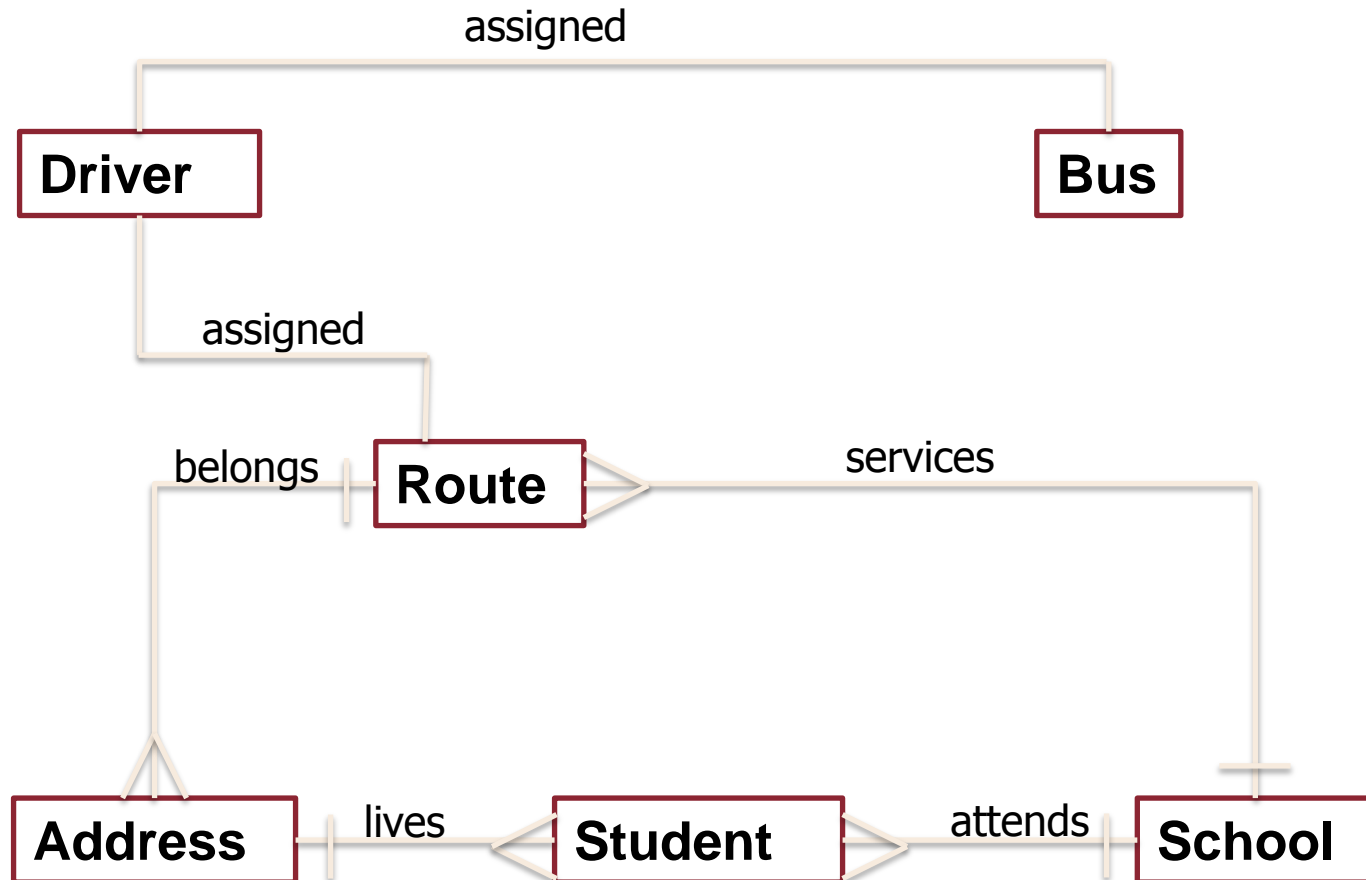 assigned
Driver
Bus
assigned
belongs
Route
services
Address
lives
Student
attends
School